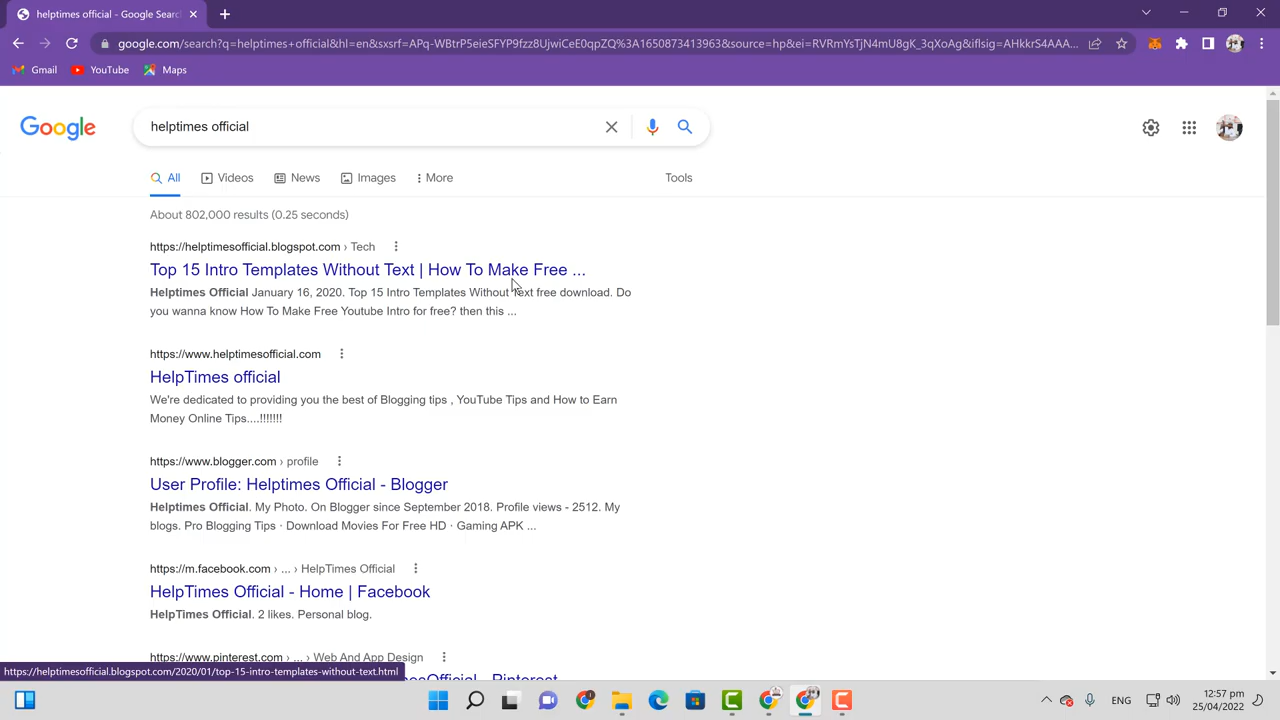 helptimes official - Google Searc
google.com/search?q=helptimes+official&hl=en&sxsrf=APq-WBtrP5eieSFYP9fzz8UjwiCeE0qpZQ%3A1650873413963&source=hp&ei=RVRmYsTjN4mU8gK_3qXoAg&iflsig=AHkkrS4AAA...
Gmail YouTube Maps
Google
helptimes official
All Videos News Images More Tools
About 802,000 results (0.25 seconds)
https://helptimesofficial.blogspot.com › Tech
Top 15 Intro Templates Without Text | How To Make Free ...
Helptimes Official January 16, 2020. Top 15 Intro Templates Without Text free download. Do
you wanna know How To Make Free Youtube Intro for free? then this ...
https://www.helptimesofficial.com
HelpTimes official
We're dedicated to providing you the best of Blogging tips , YouTube Tips and How to Earn
Money Online Tips....!!!!!!!
https://www.blogger.com › profile
User Profile: Helptimes Official - Blogger
Helptimes Official. My Photo. On Blogger since September 2018. Profile views - 2512. My
blogs. Pro Blogging Tips · Download Movies For Free HD · Gaming APK ...
https://m.facebook.com › ... › HelpTimes Official
HelpTimes Official - Home | Facebook
HelpTimes Official. 2 likes. Personal blog.
https://www.pinterest.com › ... › Web And App Design
https://helptimesofficial.blogspot.com/2020/01/top-15-intro-templates-without-text.html
ENG
12:57 pm
25/04/2022